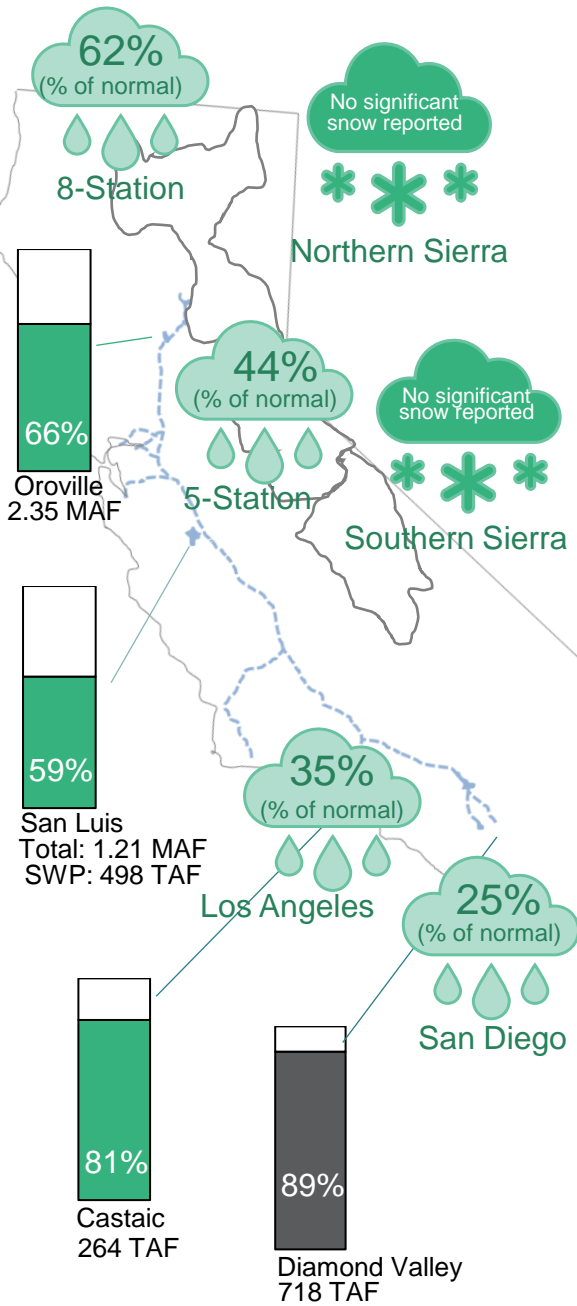 62%
(% of normal)
8-Station
No significant
snow reported
Northern Sierra
66%
Oroville
2.35 MAF
44%
(% of normal)
5-Station
No significant
snow reported
Southern Sierra
59%
San Luis
Total: 1.21 MAF
SWP: 498 TAF
35%
(% of normal)
Los Angeles
25%
(% of normal)
San Diego
81%
Castaic
264 TAF
89%
Diamond Valley
718 TAF